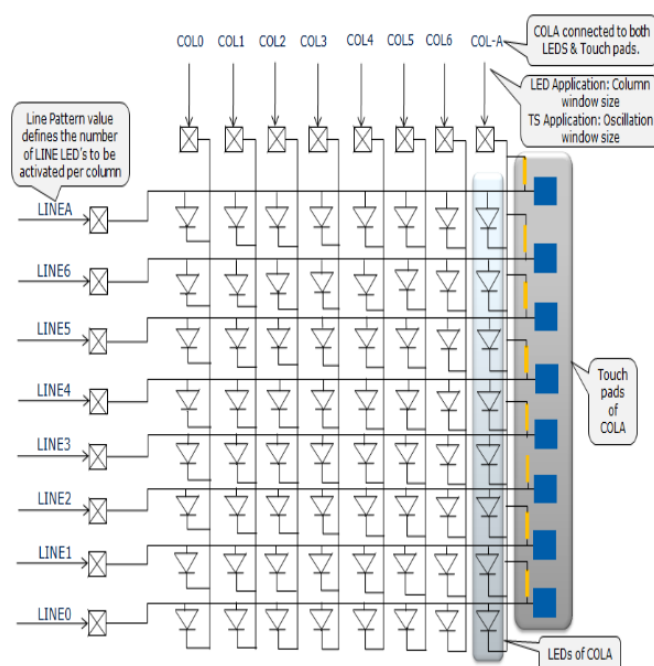 COL0 COL1 COL2 COL3 COL4 COL5 COL6 COL-A
COLA connected to both
LEDS & Touch pads.
LED Application: Column
window size
TS Application: Oscillation
window size
Line Pattern value
defines the number
of LINE LED's to be
activated per column
LINEA
LINE6
LINE5
LINE4
LINE3
LINE2
LINE1
LINE0
Touch
pads
of
COLA
LEDs of COLA